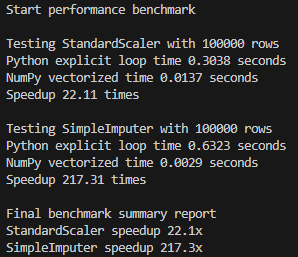 Start performance benchmark
Testing StandardScaler with 100000 rows
Python explicit loop time 0.3038 seconds
NumPy vectorized time 0.0137 seconds
Speedup 22.11 times
Testing SimpleImputer with 100000 rows
Python explicit loop time 0.6323 seconds
NumPy vectorized time 0.0029 seconds
Speedup 217.31 times
Final benchmark summary report
StandardScaler speedup 22.1x
SimpleImputer speedup 217.3x